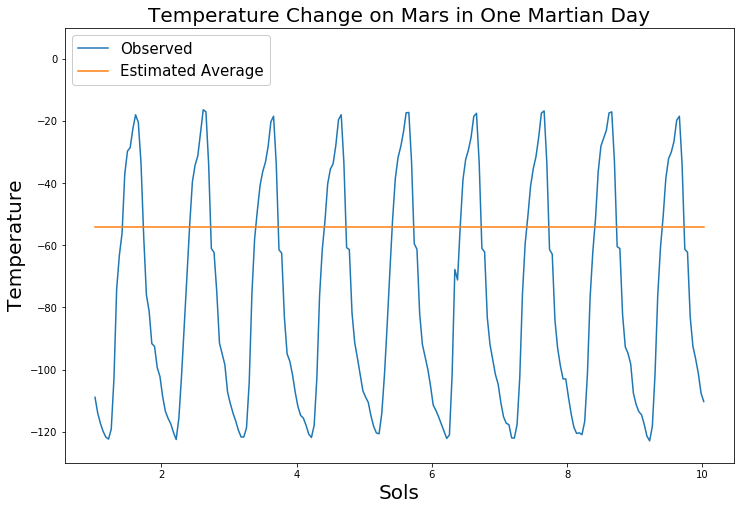 Temperature Change on Mars in One Martian Day
Observed
Estimated Average
Temperature
0
−20
−40
−60
−80
−100
−120
2
4
6
8
10
Sols